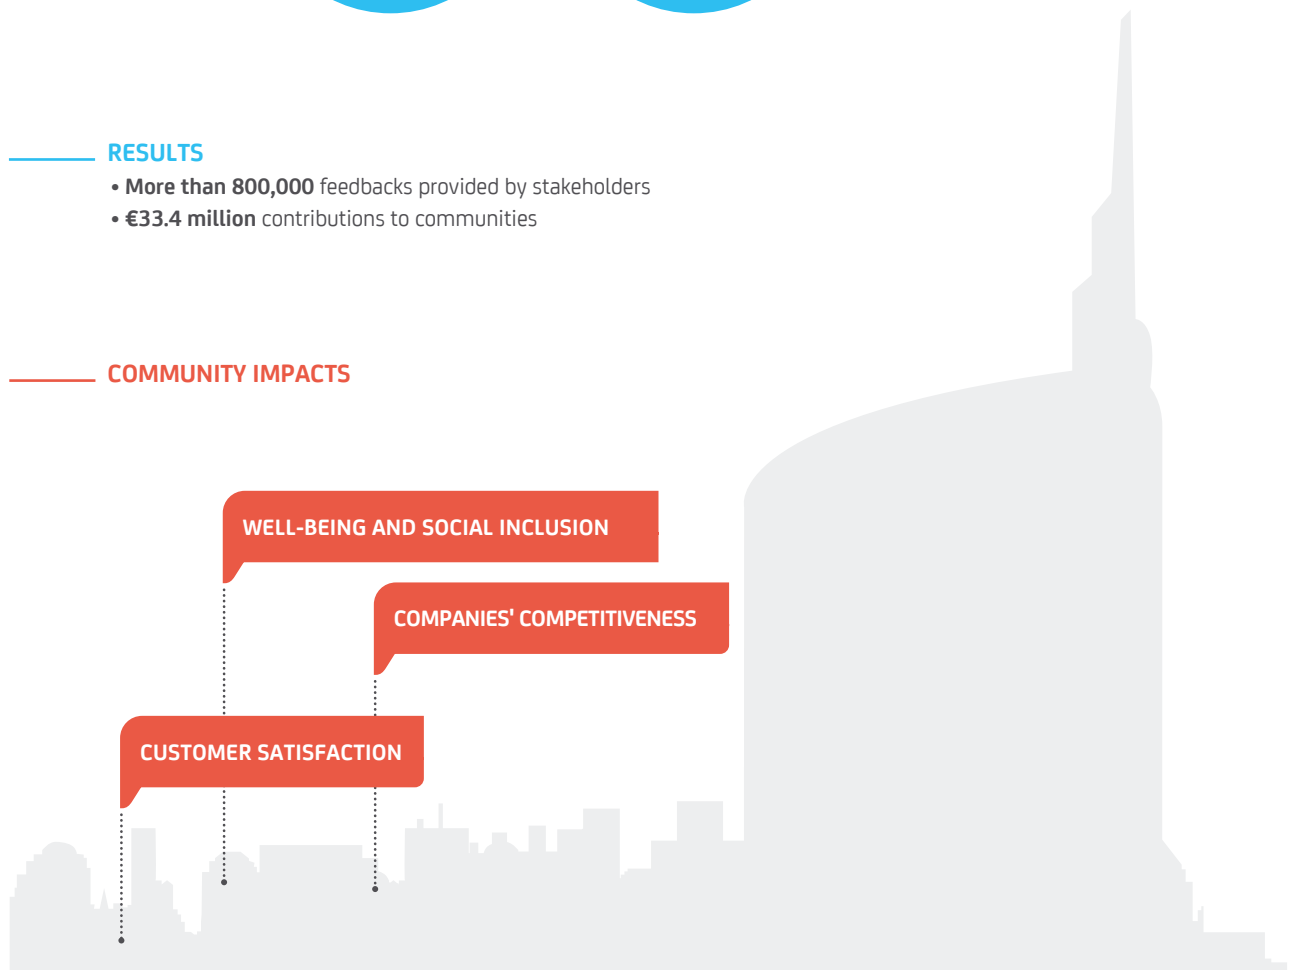 RESULTS
• More than 800,000 feedbacks provided by stakeholders
• €33.4 million contributions to communities
COMMUNITY IMPACTS
WELL-BEING AND SOCIAL INCLUSION
COMPANIES' COMPETITIVENESS
CUSTOMER SATISFACTION